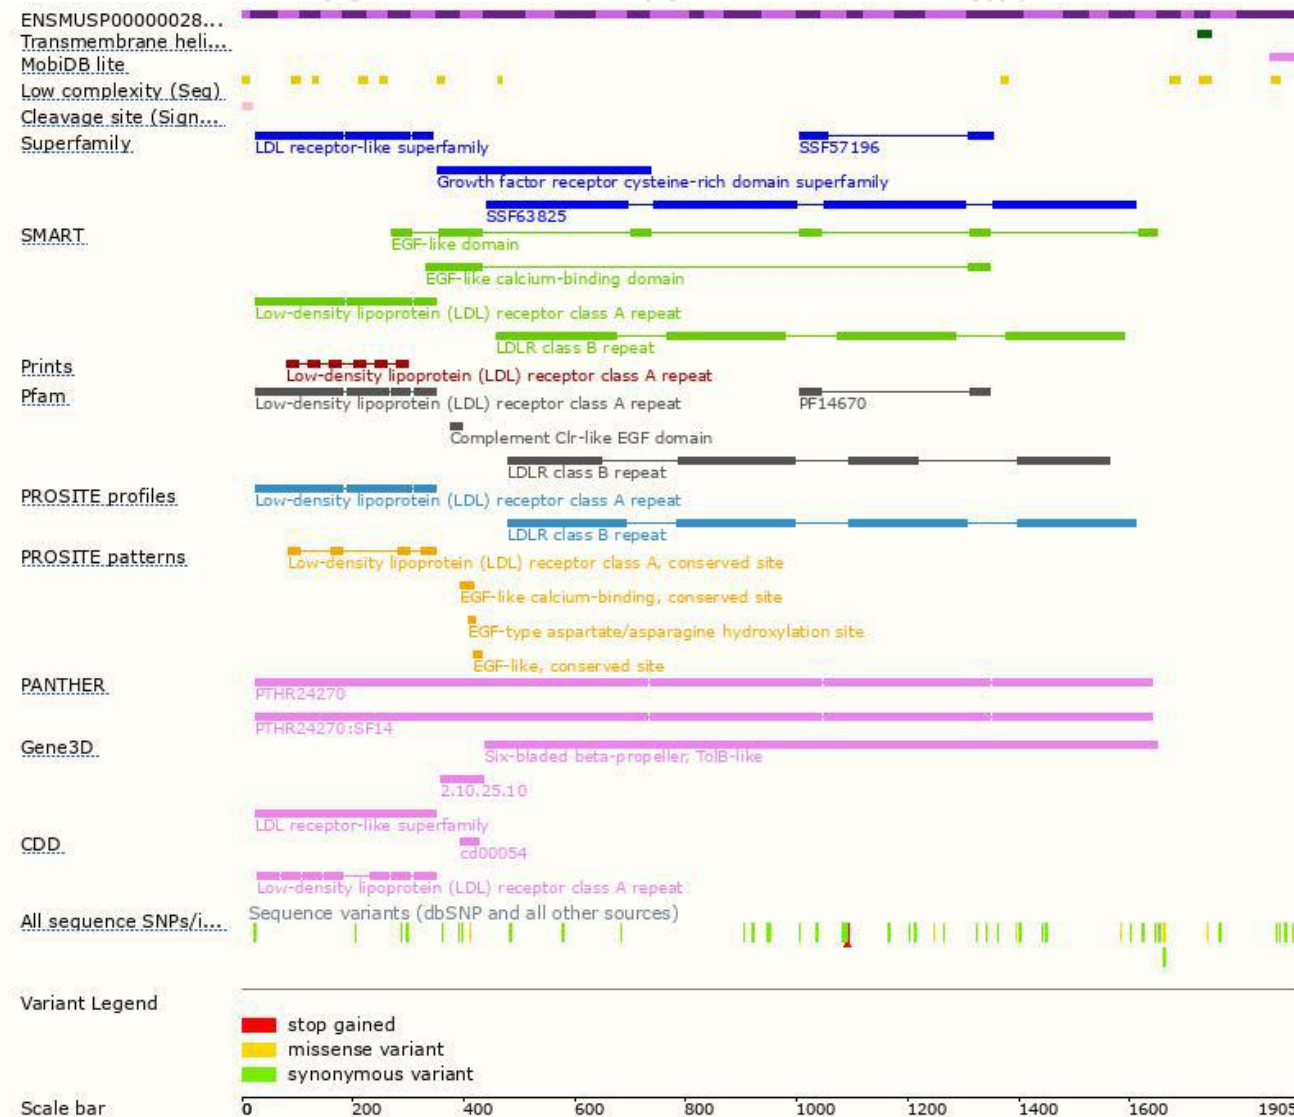 ENSMUSP00000028...
Transmembrane heli...
MobiDB lite
Low complexity (Seg)
Cleavage site (Sign...
Superfamily
LDL receptor-like superfamily
SSF57196
Growth factor receptor cysteine-rich domain superfamily
SSF63825
SMART
EGF-like domain
EGF-like calcium-binding domain
Low-density lipoprotein (LDL) receptor class A repeat
LDLR class B repeat
Prints
Low-density lipoprotein (LDL) receptor class A repeat
Pfam
Low-density lipoprotein (LDL) receptor class A repeat
PF14670
Complement Clr-like EGF domain
LDLR class B repeat
PROSITE profiles
Low-density lipoprotein (LDL) receptor class A repeat
LDLR class B repeat
PROSITE patterns
Low-density lipoprotein (LDL) receptor class A, conserved site
EGF-like calcium-binding, conserved site
EGF-type aspartate/asparagine hydroxylation site
EGF-like, conserved site
PANTHER
PTHR24270
PTHR24270:SF14
Gene3D
Six-bladed beta-propeller, TolB-like
2.10.25.10
LDL receptor-like superfamily
CDD
cd00054
Low-density lipoprotein (LDL) receptor class A repeat
All sequence SNPs/i...
Sequence variants (dbSNP and all other sources)
Variant Legend
stop gained
missense variant
synonymous variant
Scale bar 0 200 400 600 800 1000 1200 1400 1600 1905